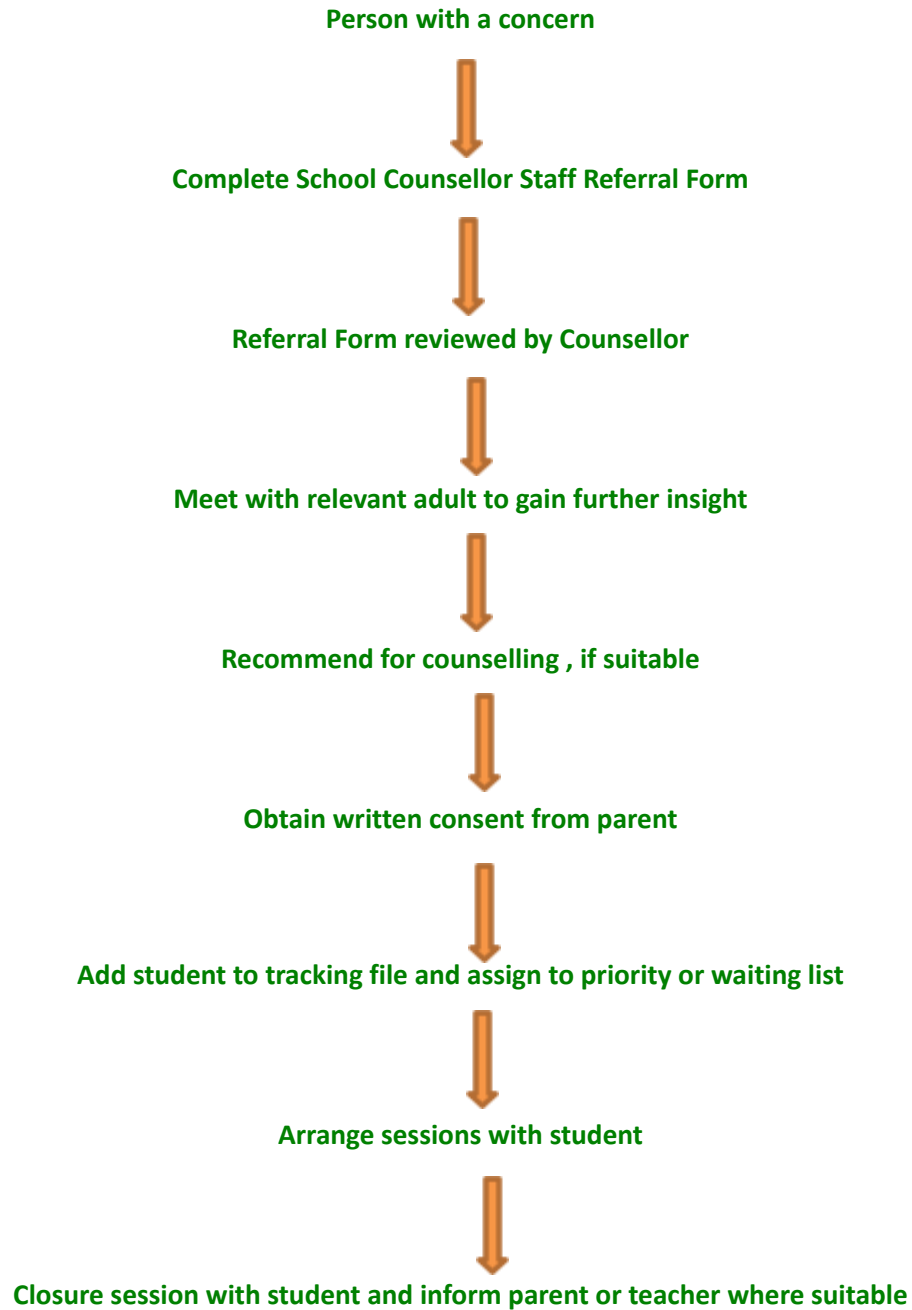 Person with a concern
Complete School Counsellor Staff Referral Form
Referral Form reviewed by Counsellor
Meet with relevant adult to gain further insight
Recommend for counselling , if suitable
Obtain written consent from parent
Add student to tracking file and assign to priority or waiting list
Arrange sessions with student
Closure session with student and inform parent or teacher where suitable